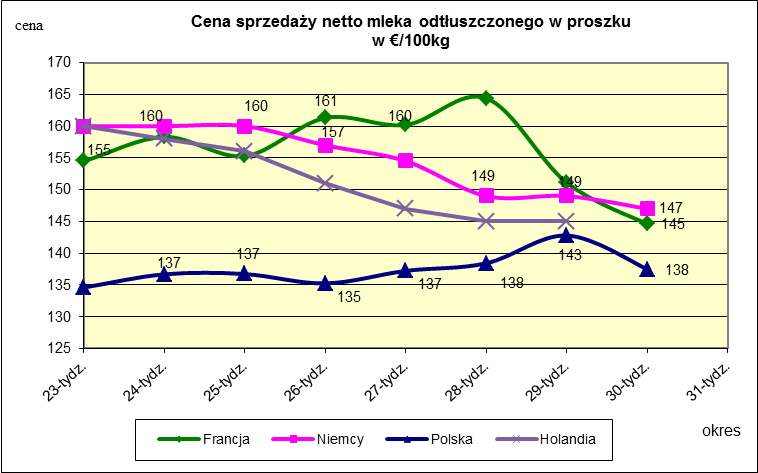 Cena sprzedaży netto mleka odtłuszczonego w proszku
w €/100kg
cena
170
165
160
155
150
145
140
135
130
125
155
160
160
161
157
160
149
149
147
145
137
137
135
137
138
143
138
23-tydz.
24-tydz.
25-tydz.
26-tydz.
27-tydz.
28-tydz.
29-tydz.
30-tydz.
31-tydz.
okres
Francja
Niemcy
Polska
Holandia